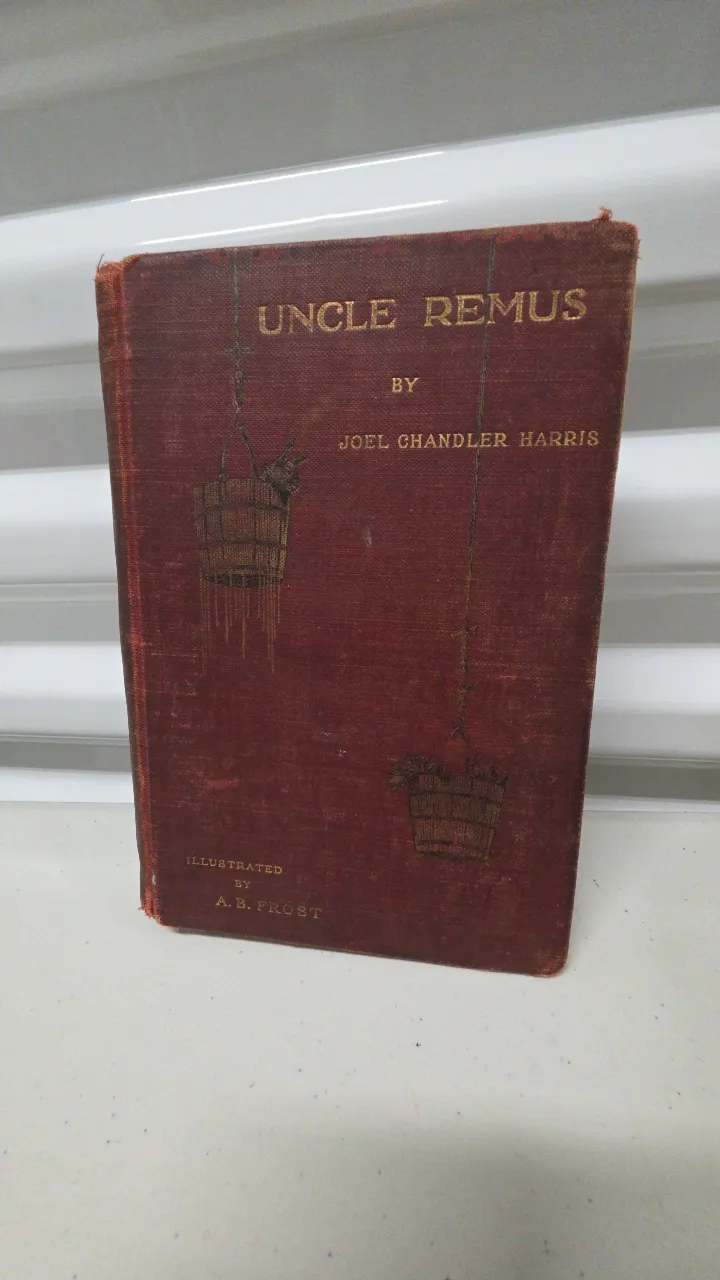 UNCLE REMUS
BY
JOEL CHANDLER HARRIS
ILLUSTRATED
BY
A. B. FROST